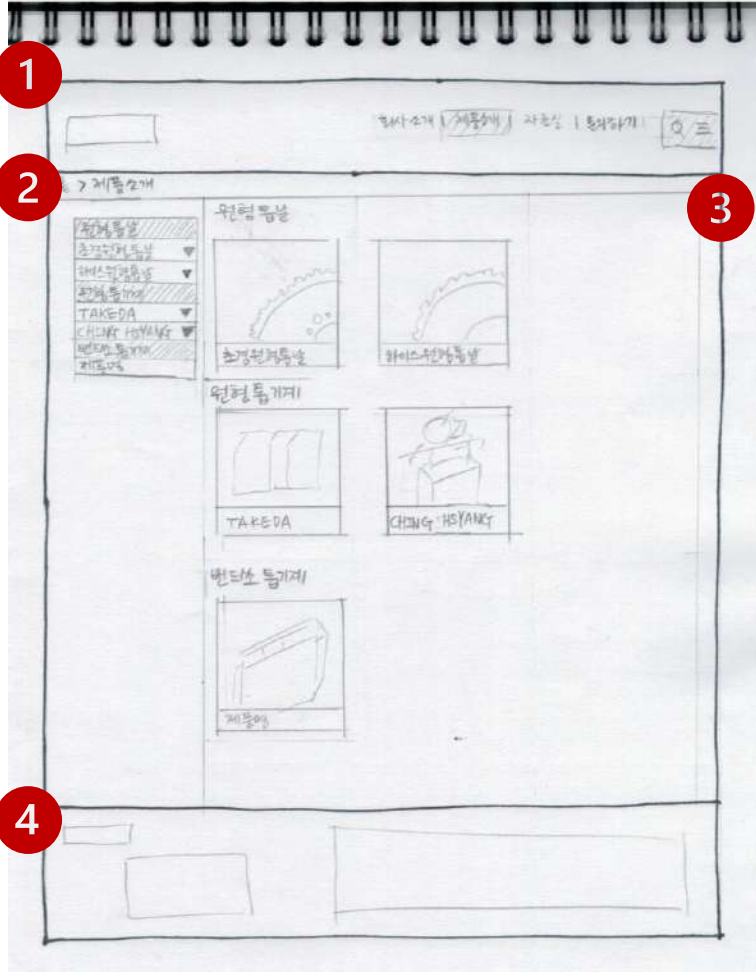 1
회사소개 | 제품소개 | 자료실 | 문의하기
2
> 제품소개
3
원형톱날
초경원형톱날 ▼
하이스원형톱날 ▼
원형톱기계
TAKEDA ▼
CHING HSYANG ▼
밴드쏘 톱기계
제품명
원형톱날
초경원형톱날
하이스원형톱날
원형톱기계
TAKEDA
CHING HSYANG
밴드쏘 톱기계
제품명
4